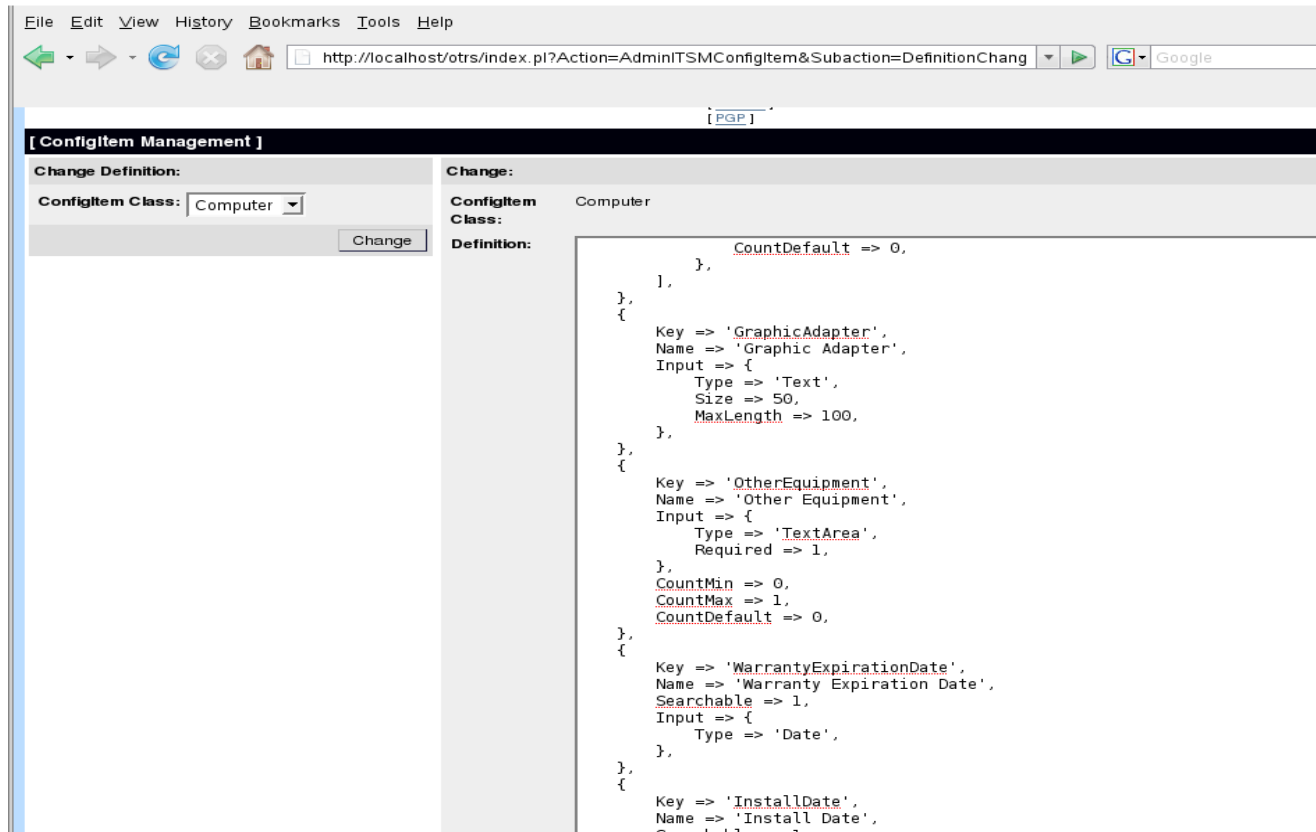 File Edit View History Bookmarks Tools Help
http://localhost/otrs/index.pl?Action=AdminITSMConfigItem&Subaction=DefinitionChang
G Google
[ PGP ]
[ ConfigItem Management ]
Change Definition:
ConfigItem Class: Computer
Change
Change:
ConfigItem Class: Computer
Definition:
CountDefault => 0,
},
],
},
{
Key => 'GraphicAdapter',
Name => 'Graphic Adapter',
Input => {
Type => 'Text',
Size => 50,
MaxLength => 100,
},
},
{
Key => 'OtherEquipment',
Name => 'Other Equipment',
Input => {
Type => 'TextArea',
Required => 1,
},
CountMin => 0,
CountMax => 1,
CountDefault => 0,
},
{
Key => 'WarrantyExpirationDate',
Name => 'Warranty Expiration Date',
Searchable => 1,
Input => {
Type => 'Date',
},
},
{
Key => 'InstallDate',
Name => 'Install Date',